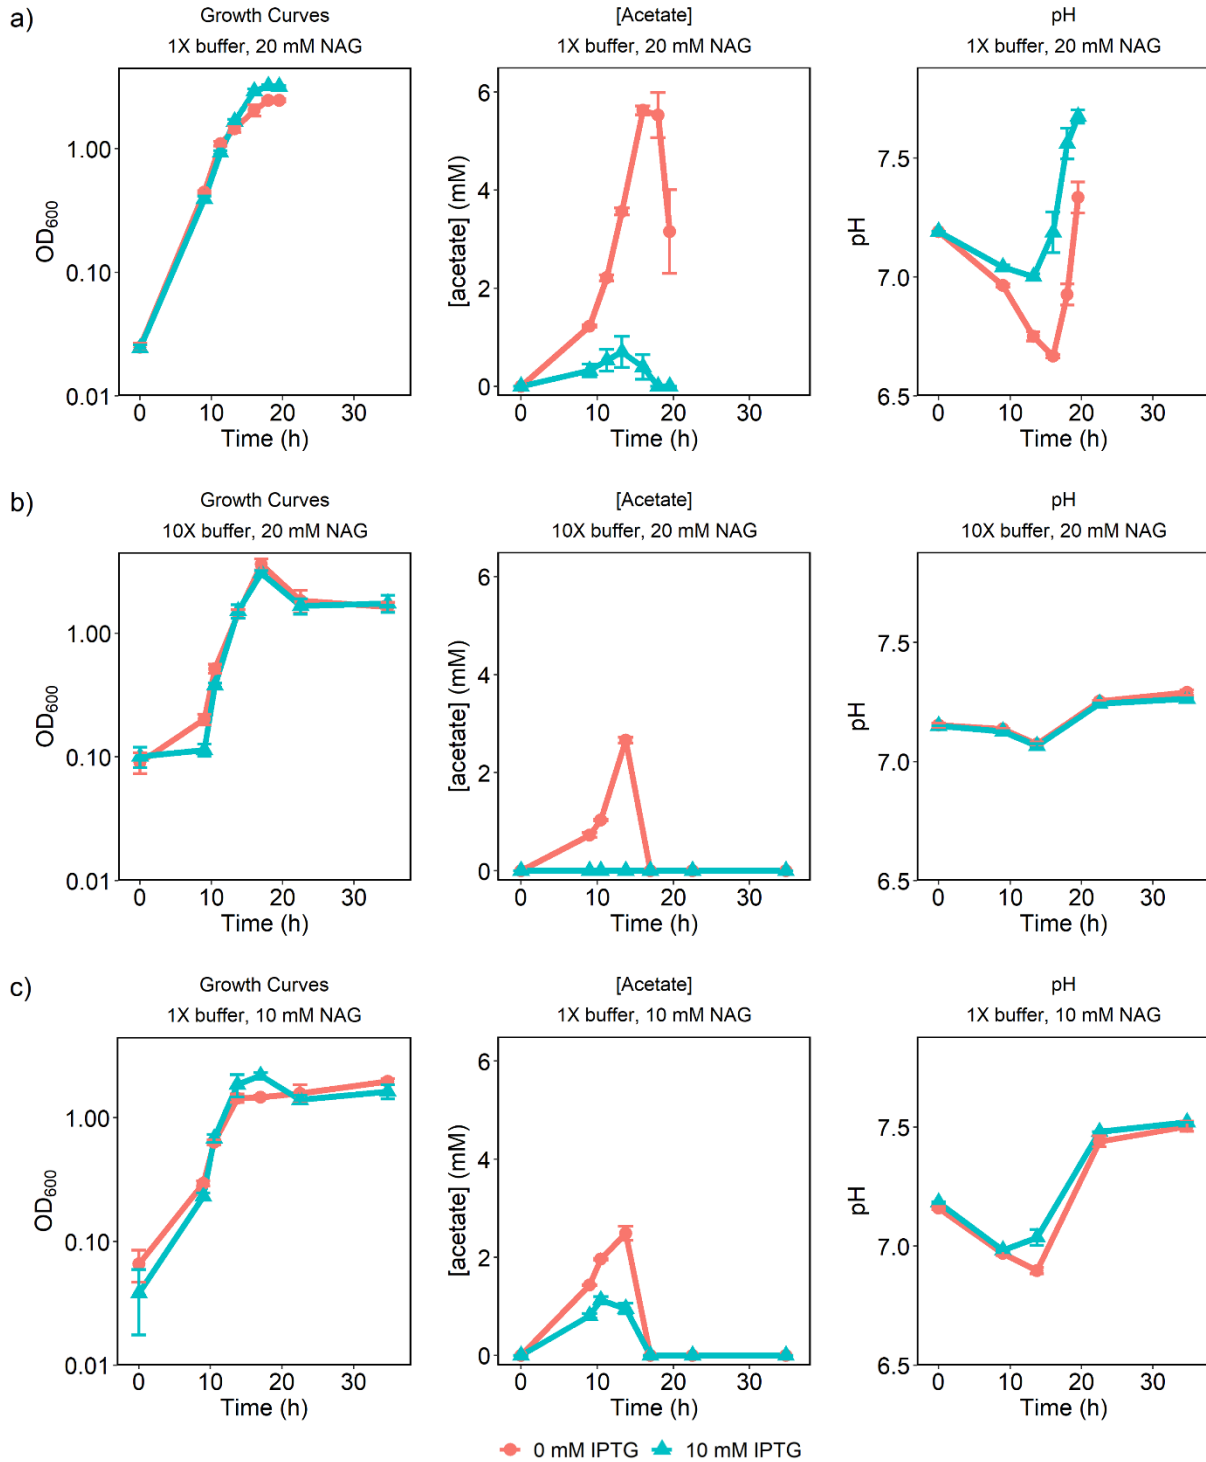 a)
Growth Curves
1X buffer, 20 mM NAG
OD600
1.00
0.10
0.01
0 10 20 30
Time (h)
[Acetate]
1X buffer, 20 mM NAG
[acetate] (mM)
6
4
2
0
0 10 20 30
Time (h)
pH
1X buffer, 20 mM NAG
pH
7.5
7.0
6.5
0 10 20 30
Time (h)
b)
Growth Curves
10X buffer, 20 mM NAG
OD600
1.00
0.10
0.01
0 10 20 30
Time (h)
[Acetate]
10X buffer, 20 mM NAG
[acetate] (mM)
6
4
2
0
0 10 20 30
Time (h)
pH
10X buffer, 20 mM NAG
pH
7.5
7.0
6.5
0 10 20 30
Time (h)
c)
Growth Curves
1X buffer, 10 mM NAG
OD600
1.00
0.10
0.01
0 10 20 30
Time (h)
[Acetate]
1X buffer, 10 mM NAG
[acetate] (mM)
6
4
2
0
0 10 20 30
Time (h)
pH
1X buffer, 10 mM NAG
pH
7.5
7.0
6.5
0 10 20 30
Time (h)
0 mM IPTG 10 mM IPTG